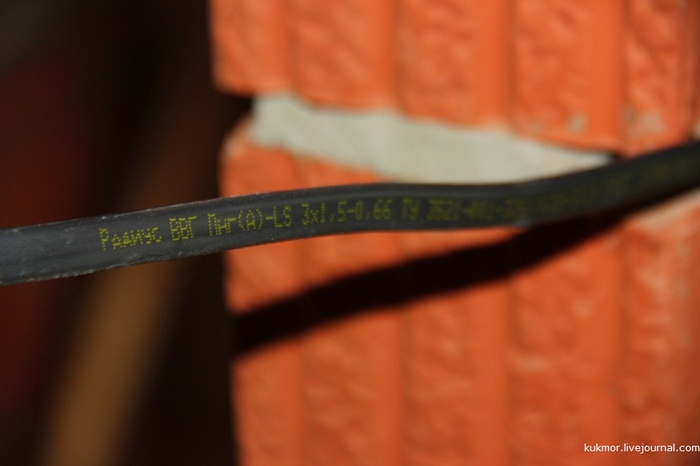 Радиус ВВГ Пнг(А)-LS 3х1,5-0,66 ТУ
kukmor.livejournal.com